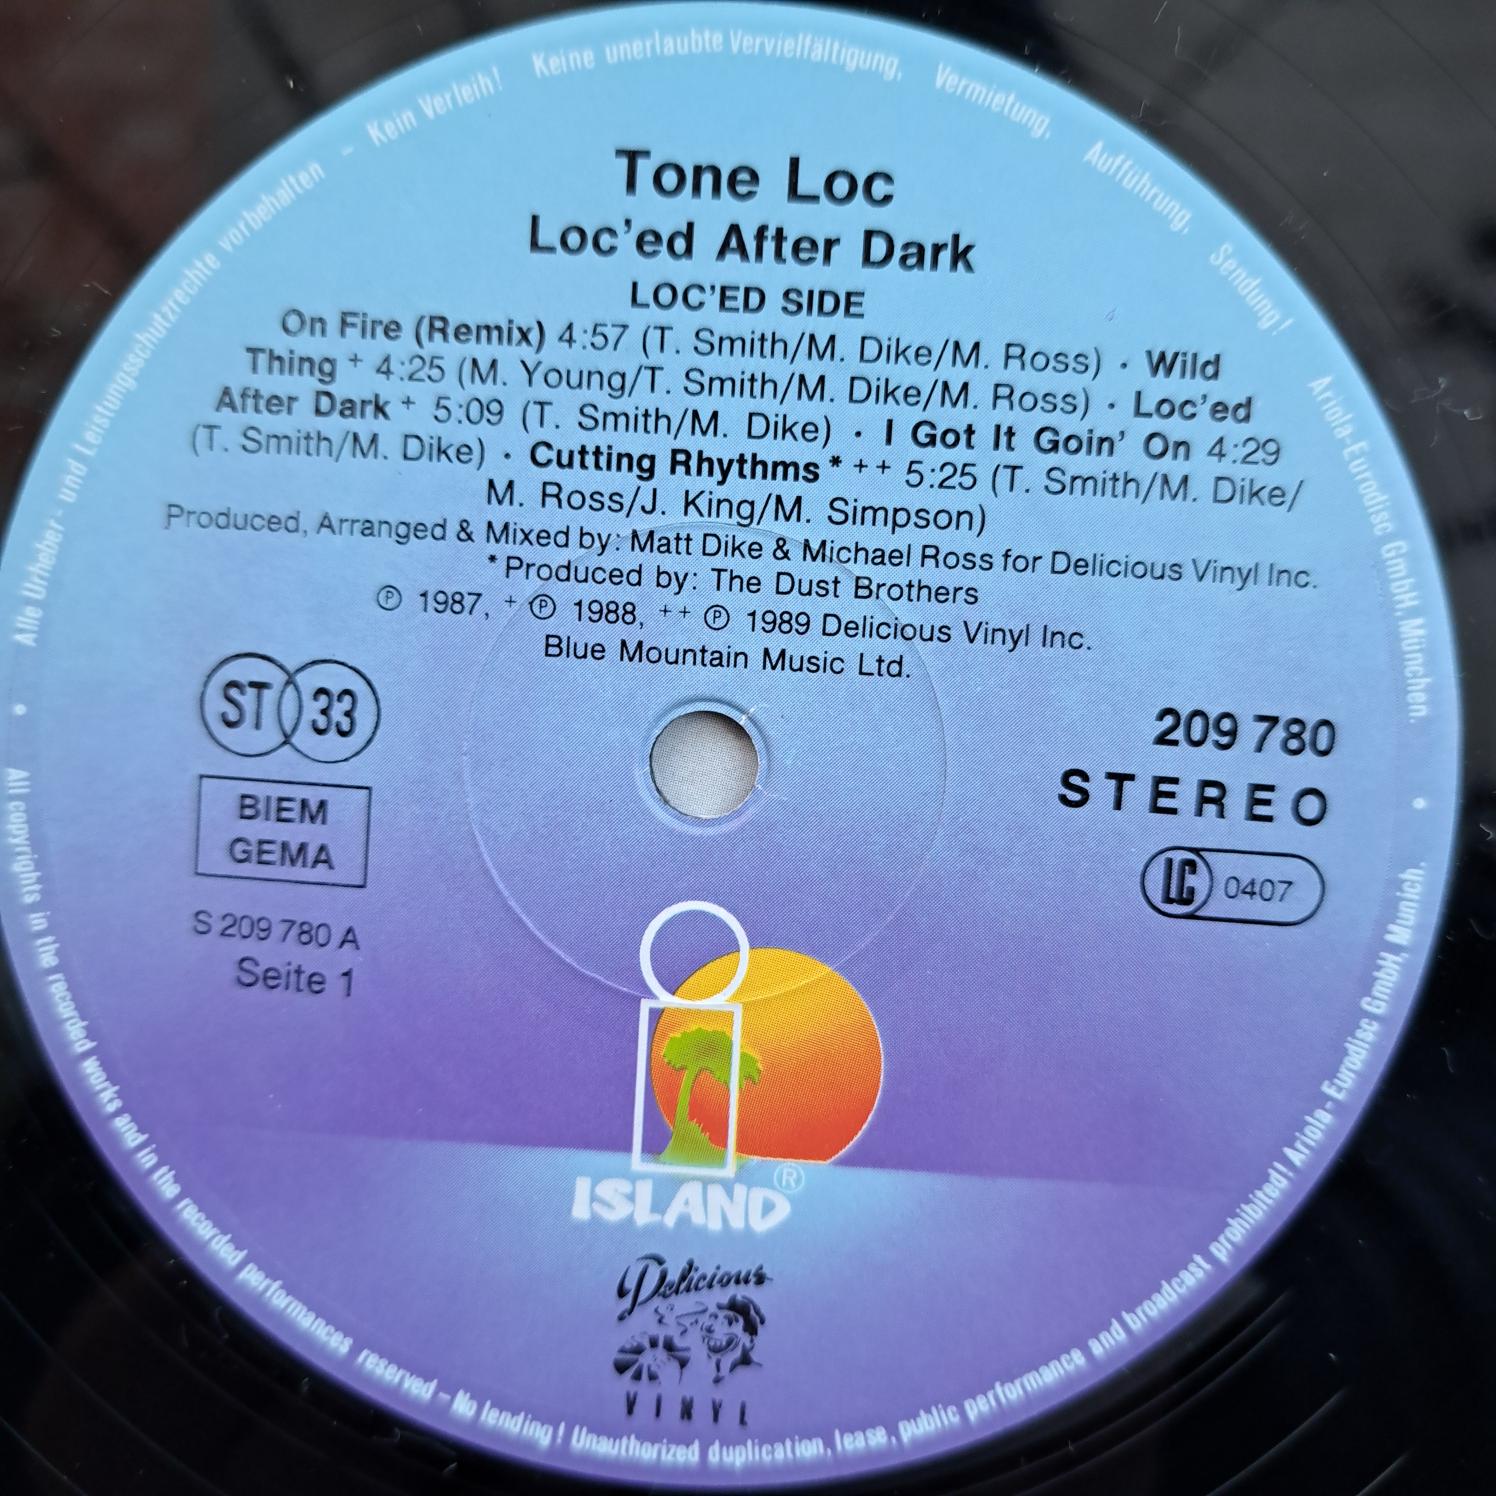 Tone Loc
Loc'ed After Dark
LOC'ED SIDE
On Fire (Remix) 4:57 (T. Smith/M. Dike/M. Ross) · Wild
Thing + 4:25 (M. Young/T. Smith/M. Dike/M. Ross) · Loc'ed
After Dark + 5:09 (T. Smith/M. Dike) · I Got It Goin' On 4:29
(T. Smith/M. Dike) · Cutting Rhythms * ++ 5:25 (T. Smith/M. Dike/
M. Ross/J. King/M. Simpson)
Produced, Arranged & Mixed by: Matt Dike & Michael Ross for Delicious Vinyl Inc.
*Produced by: The Dust Brothers
℗ 1987, + ℗ 1988, ++ ℗ 1989 Delicious Vinyl Inc.
Blue Mountain Music Ltd.
ST 33
BIEM
GEMA
S 209 780 A
Seite 1
209 780
STEREO
LC 0407
ISLAND ®
Delicious
VINYL
Alle Urheber- und Leistungsschutzrechte vorbehalten – Kein Verleih! Keine unerlaubte Vervielfältigung, Vermietung, Aufführung, Sendung! Ariola-Eurodisc GmbH, München.
All copyrights in the recorded works and in the recorded performances reserved – No lending! Unauthorized duplication, lease, public performance and broadcast prohibited! Ariola-Eurodisc GmbH, Munich.